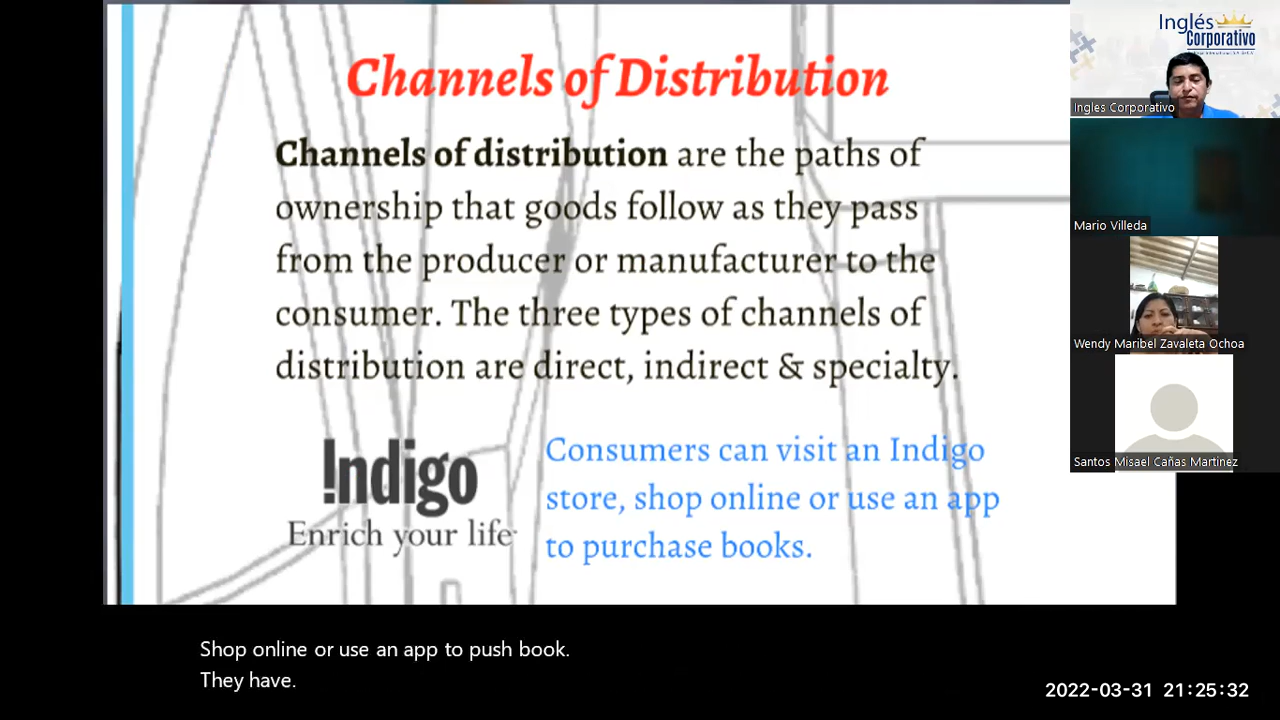 Channels of Distribution
Channels of distribution are the paths of
ownership that goods follow as they pass
from the producer or manufacturer to the
consumer. The three types of channels of
distribution are direct, indirect & specialty.
!ndigo
Enrich your life
Consumers can visit an Indigo
store, shop online or use an app
to purchase books.
Shop online or use an app to push book.
They have.
Inglés
Corporativo
Ingles Corporativo
Mario Villeda
Wendy Maribel Zavaleta Ochoa
Santos Misael Cañas Martinez
2022-03-31 21:25:32